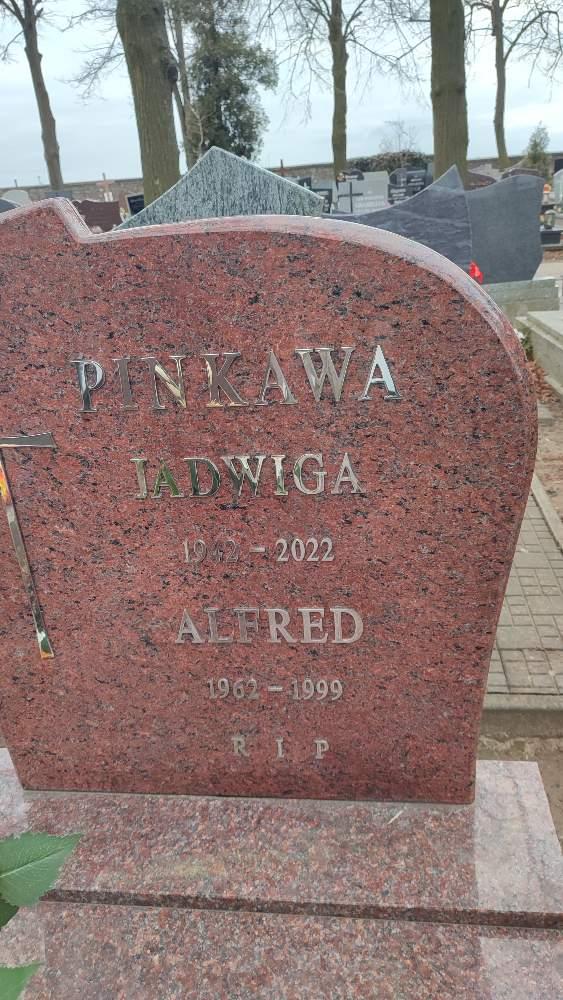 PINKAWA
JADWIGA
1942 - 2022
ALFRED
1962 - 1999
R I P